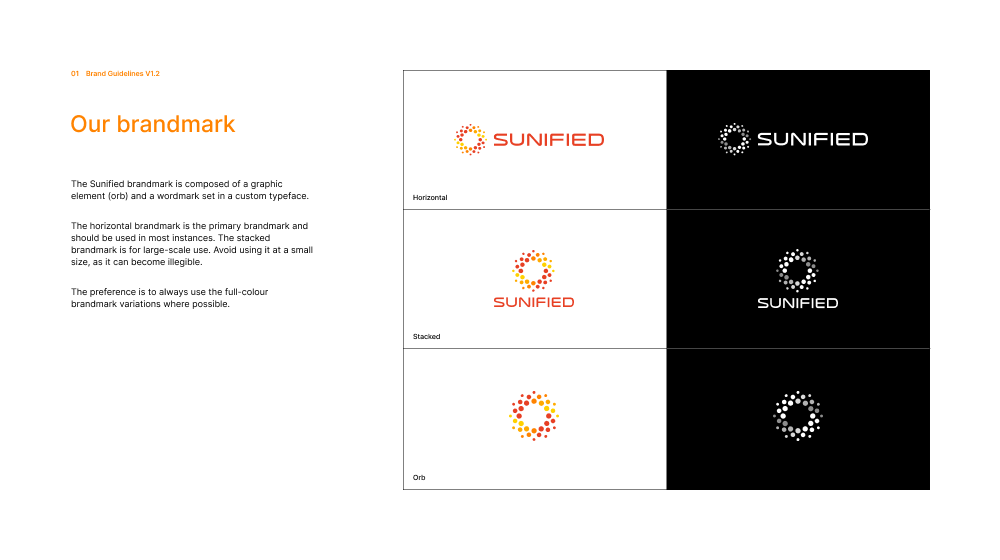 01 Brand Guidelines V1.2
Our brandmark
The Sunified brandmark is composed of a graphic
element (orb) and a wordmark set in a custom typeface.
The horizontal brandmark is the primary brandmark and
should be used in most instances. The stacked
brandmark is for large-scale use. Avoid using it at a small
size, as it can become illegible.
The preference is to always use the full-colour
brandmark variations where possible.
SUNIFIED
SUNIFIED
Horizontal
SUNIFIED
SUNIFIED
Stacked
Orb